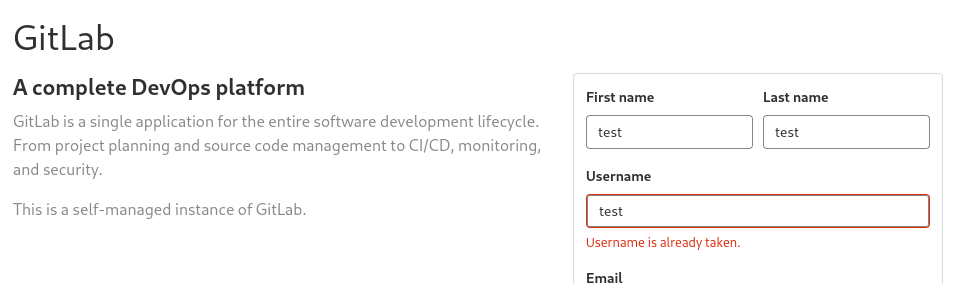 GitLab
A complete DevOps platform
GitLab is a single application for the entire software development lifecycle.
From project planning and source code management to CI/CD, monitoring,
and security.
This is a self-managed instance of GitLab.
First name
Last name
test
test
Username
test
Username is already taken.
Email